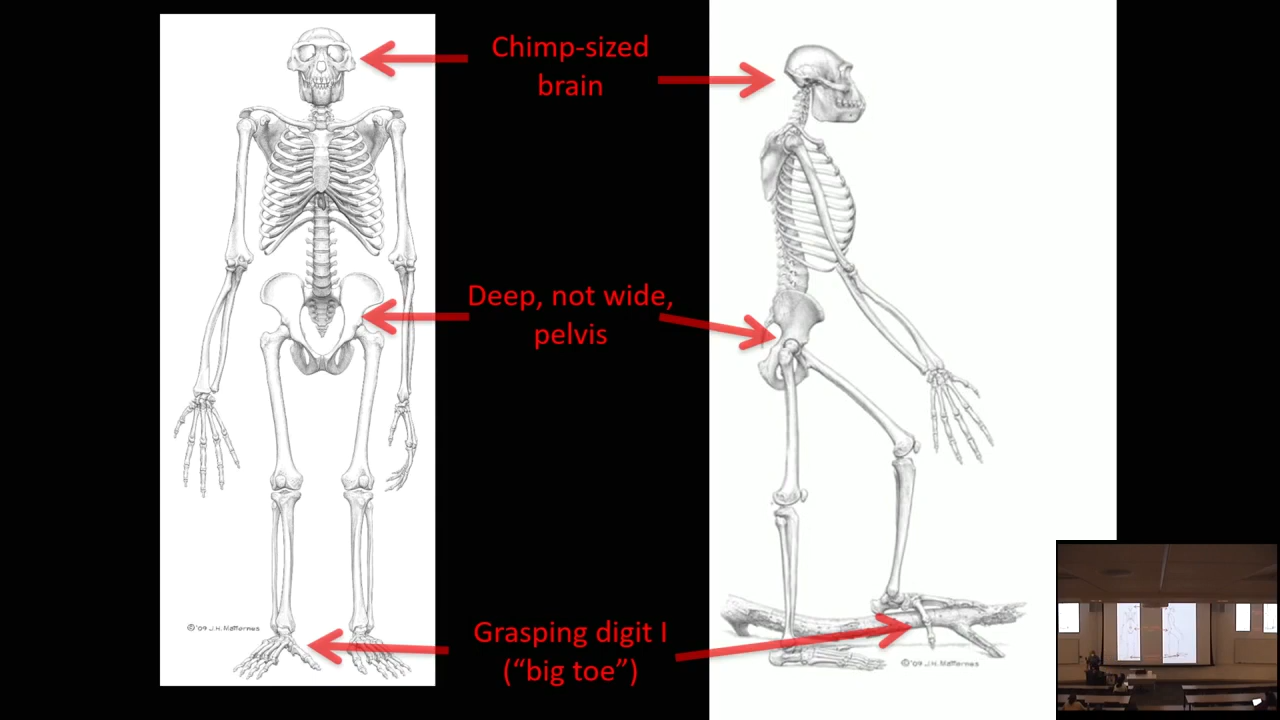 Chimp-sized
brain
Deep, not wide,
pelvis
Grasping digit I
(“big toe”)
©'09 J.H. Matternes
©'09 J.H. Matternes